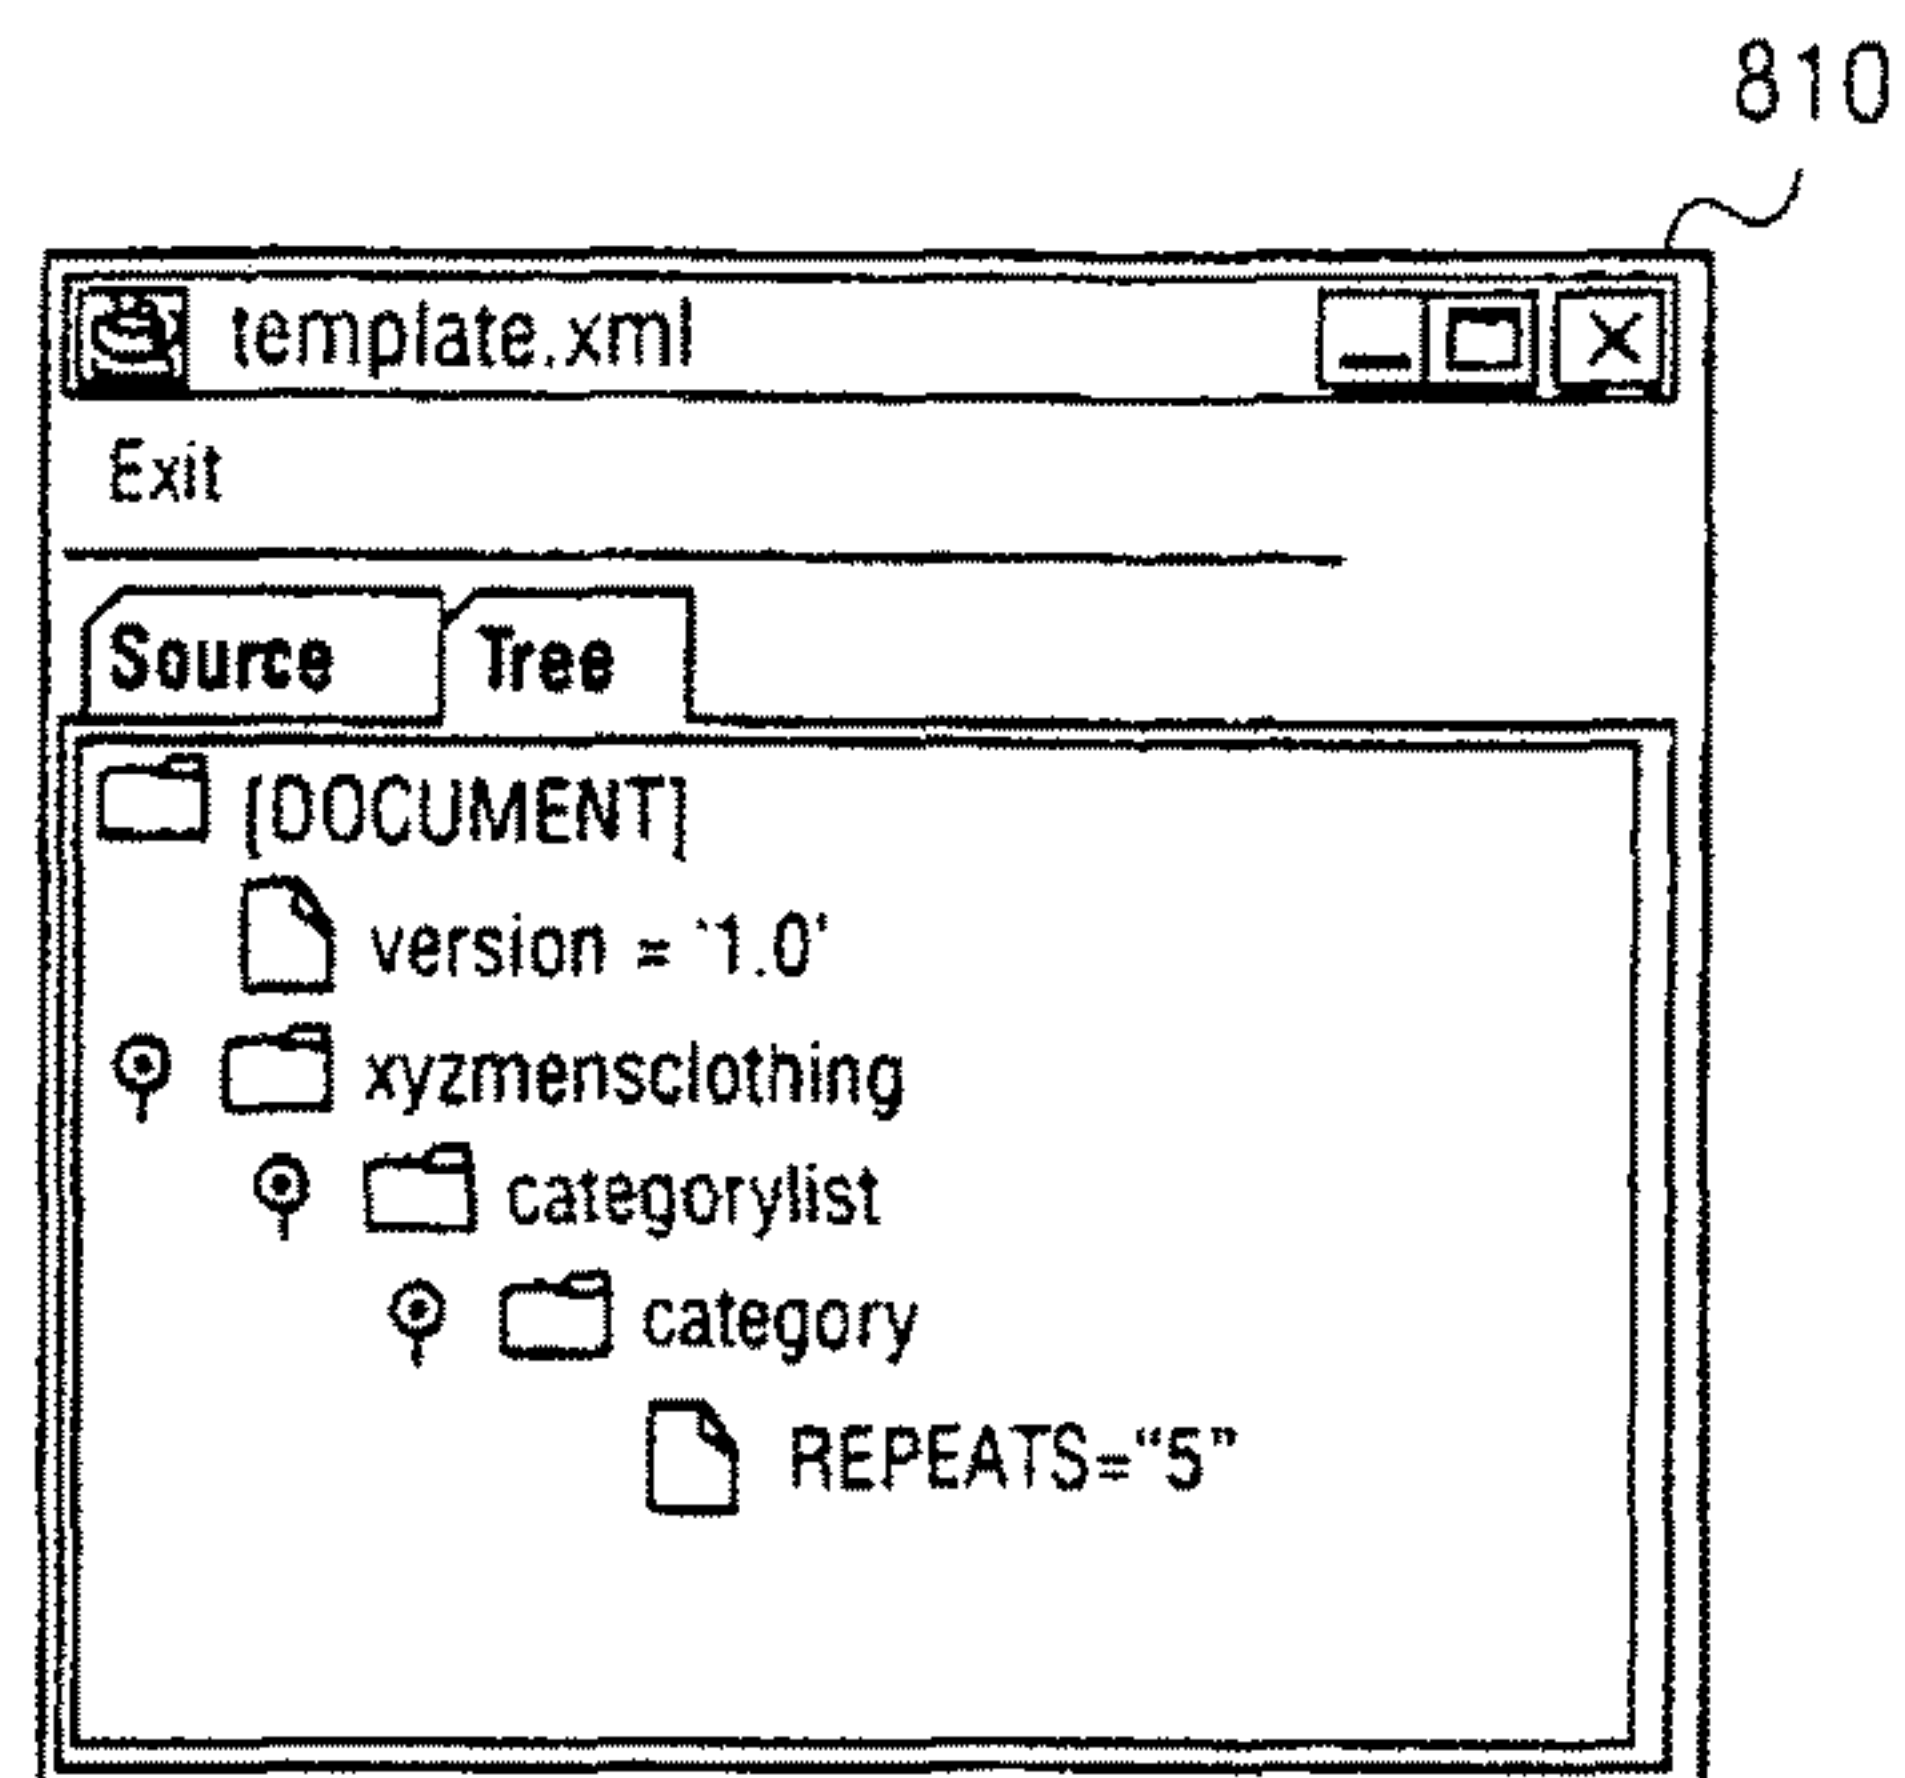 810
template.xml
Exit
Source Tree
[DOCUMENT]
version = '1.0'
xyzmensclothing
categorylist
category
REPEATS=“5”